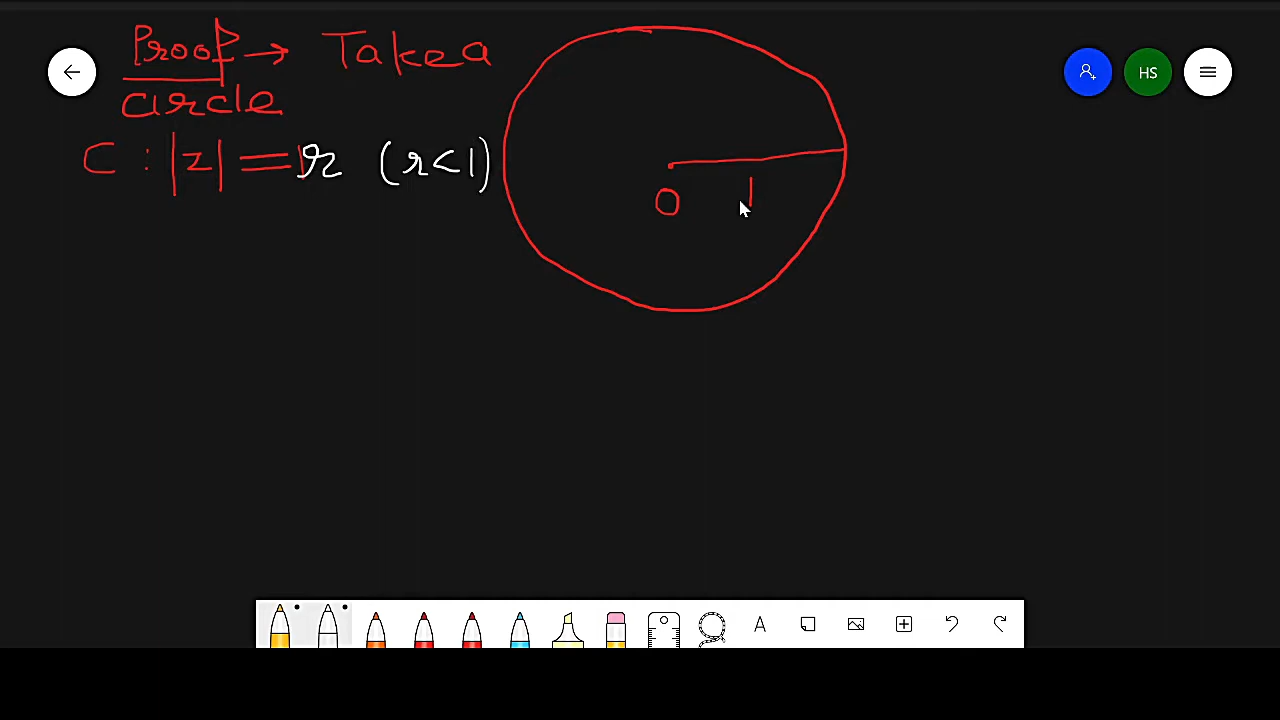 Proof → Take a
circle
C : |z| = r (r<1)
0 1
HS
A